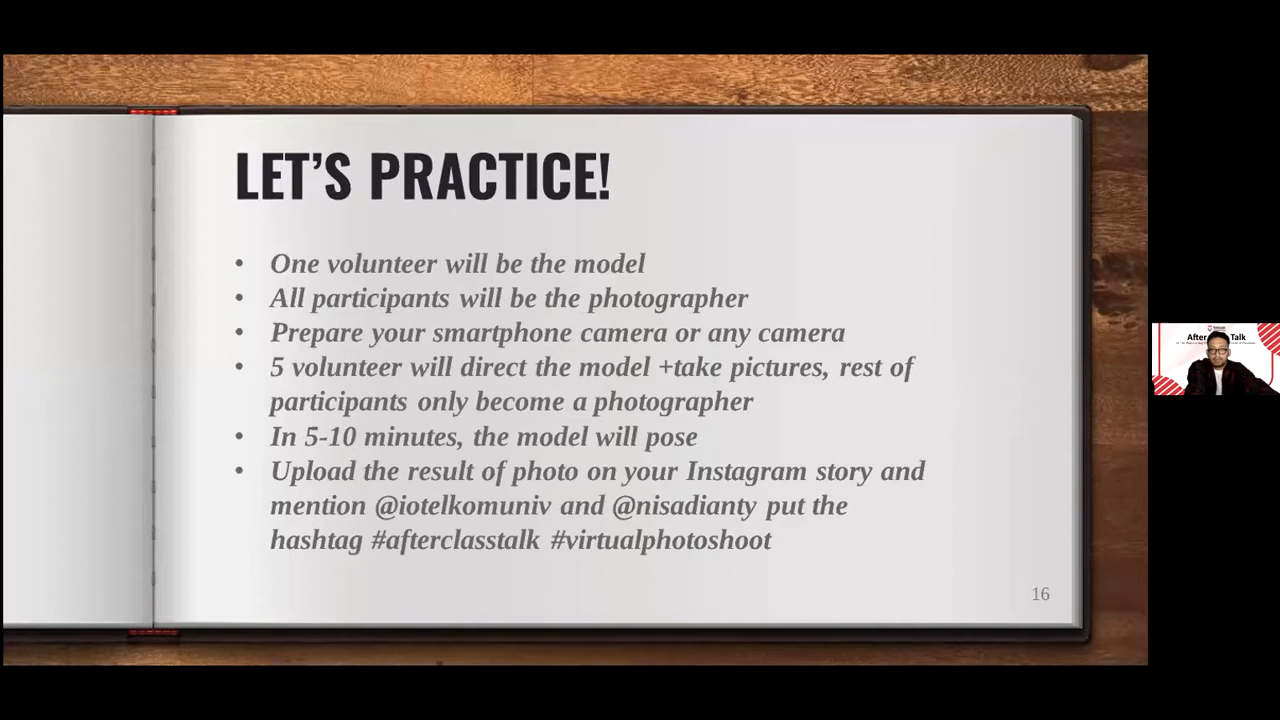 LET’S PRACTICE!
• One volunteer will be the model
• All participants will be the photographer
• Prepare your smartphone camera or any camera
• 5 volunteer will direct the model +take pictures, rest of
participants only become a photographer
• In 5-10 minutes, the model will pose
• Upload the result of photo on your Instagram story and
mention @iotelkomuniv and @nisadianty put the
hashtag #afterclasstalk #virtualphotoshoot
16
After Talk